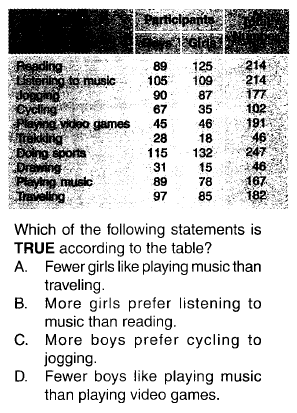 Participants
Boys Girls
Reading 89 125 214
Listening to music 105 109 214
Jogging 90 87 177
Cycling 67 35 102
Playing video games 45 46 191
Trekking 28 18 46
Doing sports 115 132 247
Drawing 31 15 46
Playing music 89 78 167
Traveling 97 85 182
Which of the following statements is
TRUE according to the table?
A. Fewer girls like playing music than
traveling.
B. More girls prefer listening to
music than reading.
C. More boys prefer cycling to
jogging.
D. Fewer boys like playing music
than playing video games.